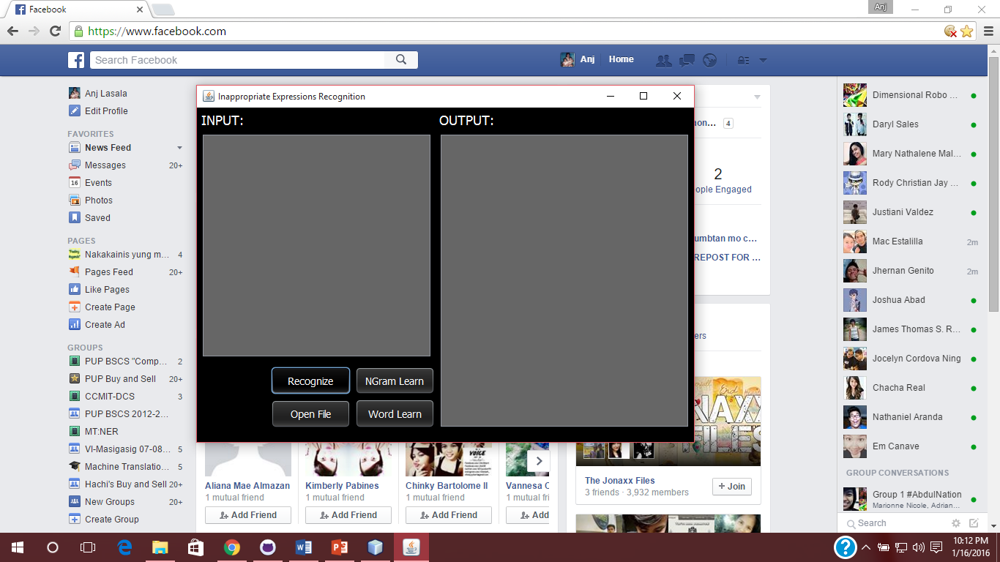 Facebook
Anj
https://www.facebook.com
Search Facebook
Anj
Home
Anj Lasala
Edit Profile
FAVORITES
News Feed
Messages 20+
16
Events
Photos
Saved
PAGES
Nakakainis yung m... 4
Pages Feed 20+
Like Pages
Create Page
Create Ad
GROUPS
PUP BSCS "Comp... 2
PUP Buy and Sell 20+
CCMIT-DCS 3
PUP BSCS 2012-2...
MT:NER
VI-Masigasig 07-08... 5
Machine Translatio... 5
Hachi's Buy and Sell 20+
New Groups 20+
Create Group
Inappropriate Expressions Recognition
INPUT:
OUTPUT:
Recognize
NGram Learn
Open File
Word Learn
4
2
ople Engaged
umbtan mo c...
REPOST FOR ...
ers
Aliana Mae Almazan
1 mutual friend
Add Friend
Kimberly Pabines
1 mutual friend
Add Friend
Chinky Bartolome II
1 mutual friend
Add Friend
Vannesa
1 mutual friend
Add
The Jonaxx Files
3 friends · 3,932 members
+ Join
Dimensional Robo ...
Daryl Sales
Mary Nathalene Mal...
Rody Christian Jay ...
Justiani Valdez
Mac Estalilla 2m
Jhernan Genito 2m
Joshua Abad
James Thomas S. R...
Jocelyn Cordova Ning
Chacha Real
Nathaniel Aranda
Em Canave
GROUP CONVERSATIONS
Group 1 #AbdulNation
Marionne Nicole, Adrian...
Search
10:12 PM
1/16/2016